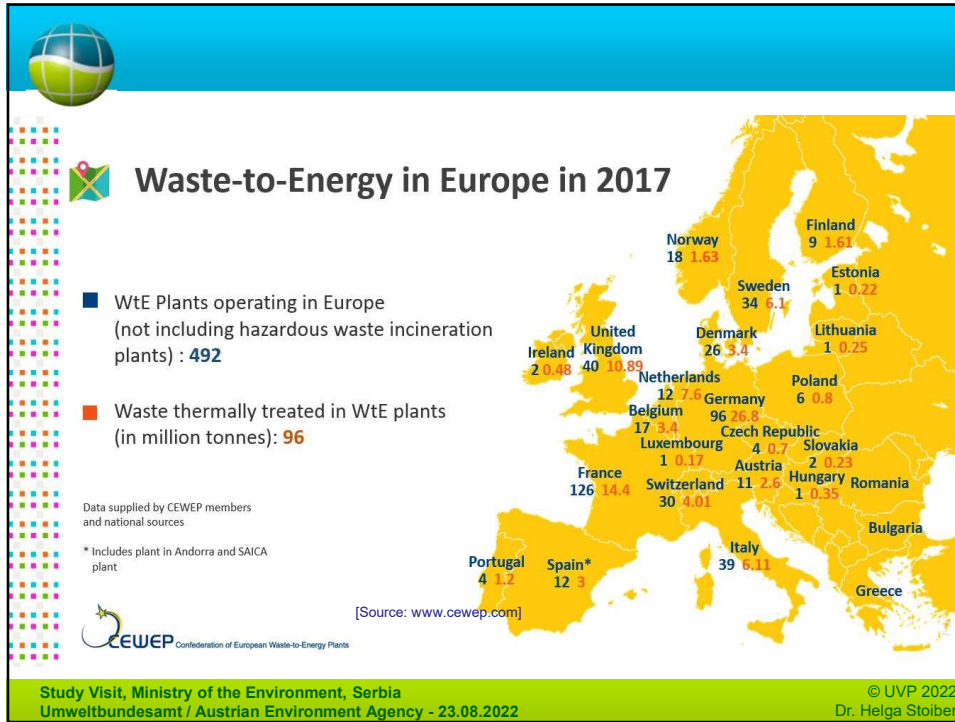 Waste-to-Energy in Europe in 2017
WtE Plants operating in Europe
(not including hazardous waste incineration
plants) : 492
Waste thermally treated in WtE plants
(in million tonnes): 96
Data supplied by CEWEP members
and national sources
* Includes plant in Andorra and SAICA
plant
CEWEP Confederation of European Waste-to-Energy Plants
[Source: www.cewep.com]
Finland
9 1.61
Norway
18 1.63
Estonia
1 0.22
Sweden
34 6.1
Lithuania
1 0.25
Denmark
26 3.4
United
Kingdom
40 10.89
Ireland
2 0.48
Netherlands
12 7.6
Poland
6 0.8
Germany
96 26.8
Belgium
17 3.4
Czech Republic
4 0.7
Luxembourg
1 0.17
Slovakia
2 0.23
Austria
11 2.6
Hungary
1 0.35
Romania
France
126 14.4
Switzerland
30 4.01
Bulgaria
Italy
39 6.11
Portugal
4 1.2
Spain*
12 3
Greece
Study Visit, Ministry of the Environment, Serbia
Umweltbundesamt / Austrian Environment Agency - 23.08.2022
© UVP 2022
Dr. Helga Stoiber